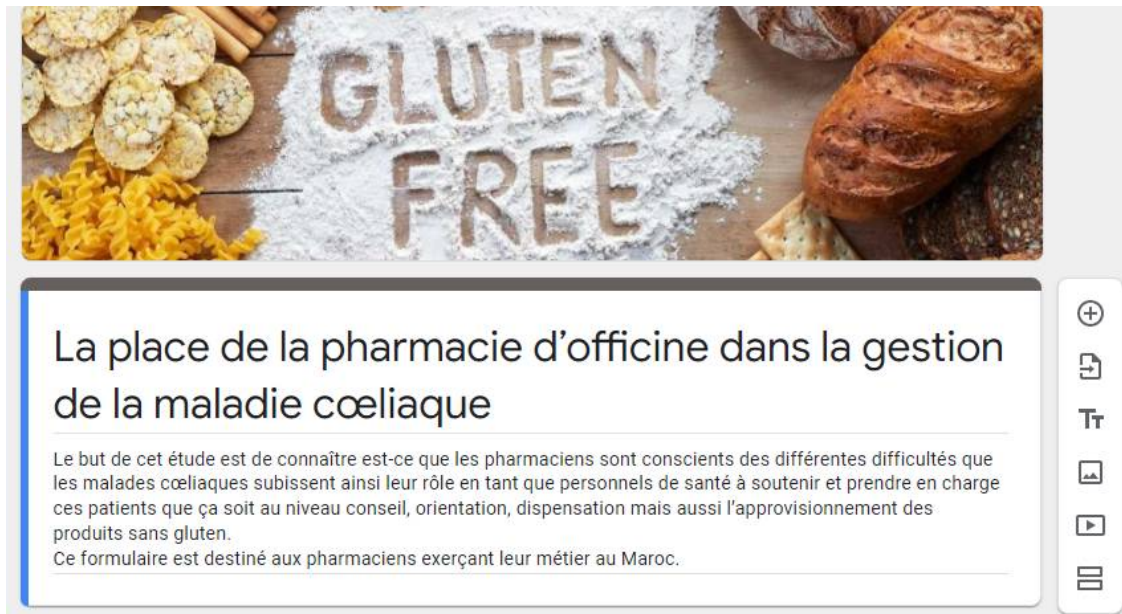 GLUTEN
FREE
La place de la pharmacie d’officine dans la gestion
de la maladie cœliaque
Le but de cet étude est de connaître est-ce que les pharmaciens sont conscients des différentes difficultés que
les malades cœliaques subissent ainsi leur rôle en tant que personnels de santé à soutenir et prendre en charge
ces patients que ça soit au niveau conseil, orientation, dispensation mais aussi l’approvisionnement des
produits sans gluten.
Ce formulaire est destiné aux pharmaciens exerçant leur métier au Maroc.
Tт